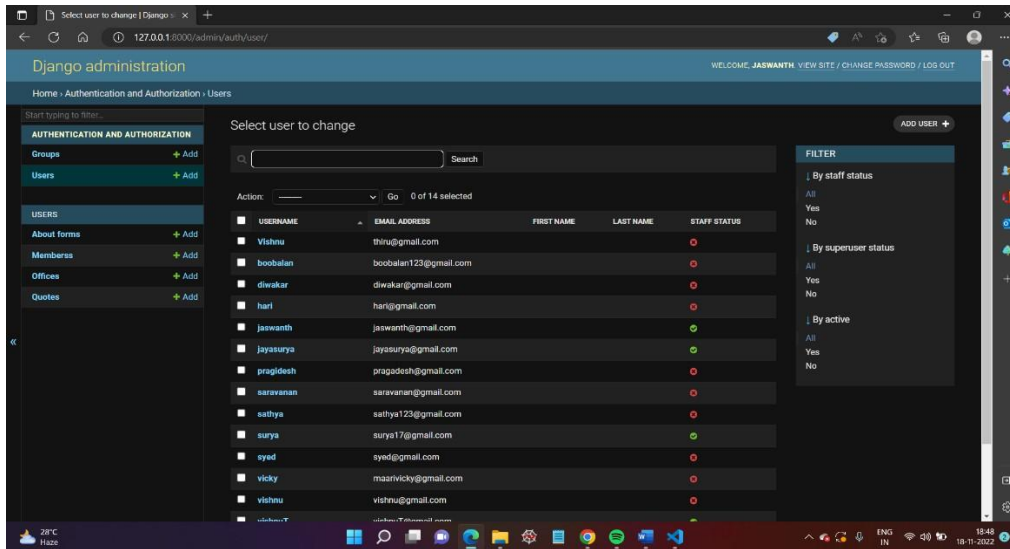 Select user to change | Django s
127.0.0.1:8000/admin/auth/user/
Django administration
WELCOME, JASWANTH. VIEW SITE / CHANGE PASSWORD / LOG OUT
Home › Authentication and Authorization › Users
Start typing to filter...
AUTHENTICATION AND AUTHORIZATION
Groups + Add
Users + Add
USERS
About forms + Add
Memberss + Add
Offices + Add
Quotes + Add
Select user to change
ADD USER +
Search
Action: Go 0 of 14 selected
USERNAME EMAIL ADDRESS FIRST NAME LAST NAME STAFF STATUS
Vishnu thiru@gmail.com
boobalan boobalan123@gmail.com
diwakar diwakar@gmail.com
hari hari@gmail.com
jaswanth jaswanth@gmail.com
jayasurya jayasurya@gmail.com
pragidesh pragadesh@gmail.com
saravanan saravanan@gmail.com
sathya sathya123@gmail.com
surya surya17@gmail.com
syed syed@gmail.com
vicky maarivicky@gmail.com
vishnu vishnu@gmail.com
vishnuT vishnuT@gmail.com
FILTER
↓ By staff status
All
Yes
No
↓ By superuser status
All
Yes
No
↓ By active
All
Yes
No
28°C
Haze
ENG
IN
18:48
18-11-2022